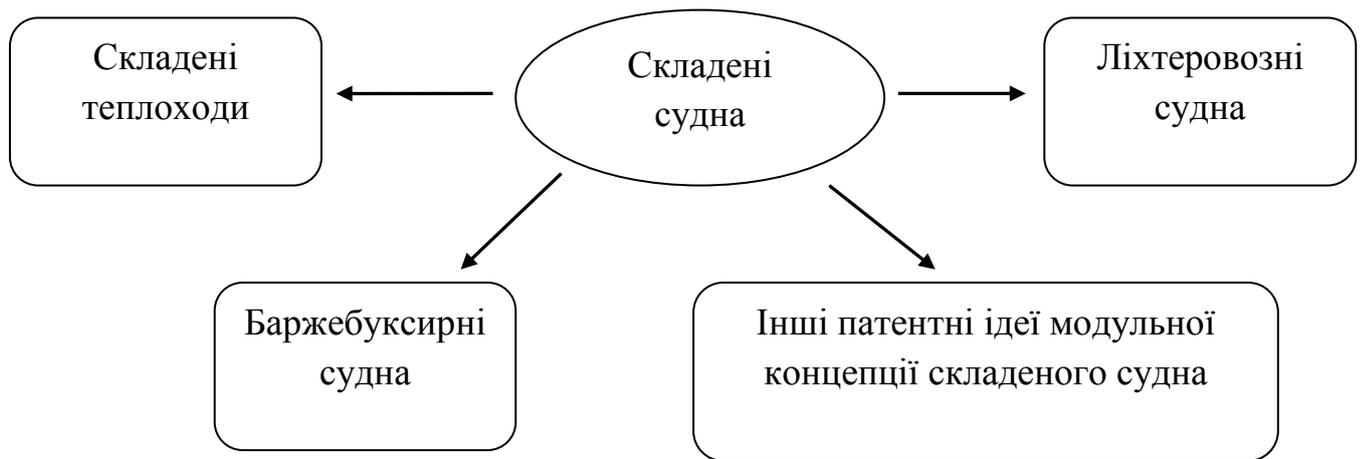 Складені
теплоходи
Складені
судна
Ліхтеровозні
судна
Баржебуксирні
судна
Інші патентні ідеї модульної
концепції складеного судна